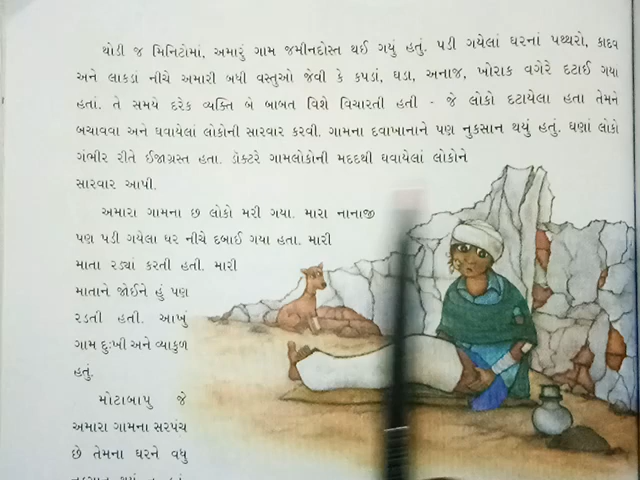 થોડી જ મિનિટોમાં, અમારું ગામ જમીનદોસ્ત થઈ ગયું હતું. પડી ગયેલાં ઘરનાં પથ્થરો, કાદવ
અને લાકડાં નીચે અમારી બધી વસ્તુઓ જેવી કે કપડાં, ઘડા, અનાજ, ખોરાક વગેરે દટાઈ ગયા
હતાં. તે સમયે દરેક વ્યક્તિ બે બાબત વિશે વિચારતી હતી - જે લોકો દટાયેલા હતા તેમને
બચાવવા અને ઘવાયેલાં લોકોની સારવાર કરવી. ગામના દવાખાનાને પણ નુકસાન થયું હતું. ઘણાં લોકો
ગંભીર રીતે ઈજાગ્રસ્ત હતા. ડૉક્ટરે ગામલોકોની મદદથી ઘવાયેલાં લોકોને
સારવાર આપી.
અમારા ગામના છ લોકો મરી ગયા. મારા નાનાજી
પણ પડી ગયેલા ઘર નીચે દબાઈ ગયા હતા. મારી
માતા રડ્યાં કરતી હતી. મારી
માતાને જોઈને હું પણ
રડતી હતી. આખું
ગામ દુઃખી અને વ્યાકુળ
હતું.
મોટાબાપુ જે
અમારા ગામના સરપંચ
છે તેમના ઘરને વધુ